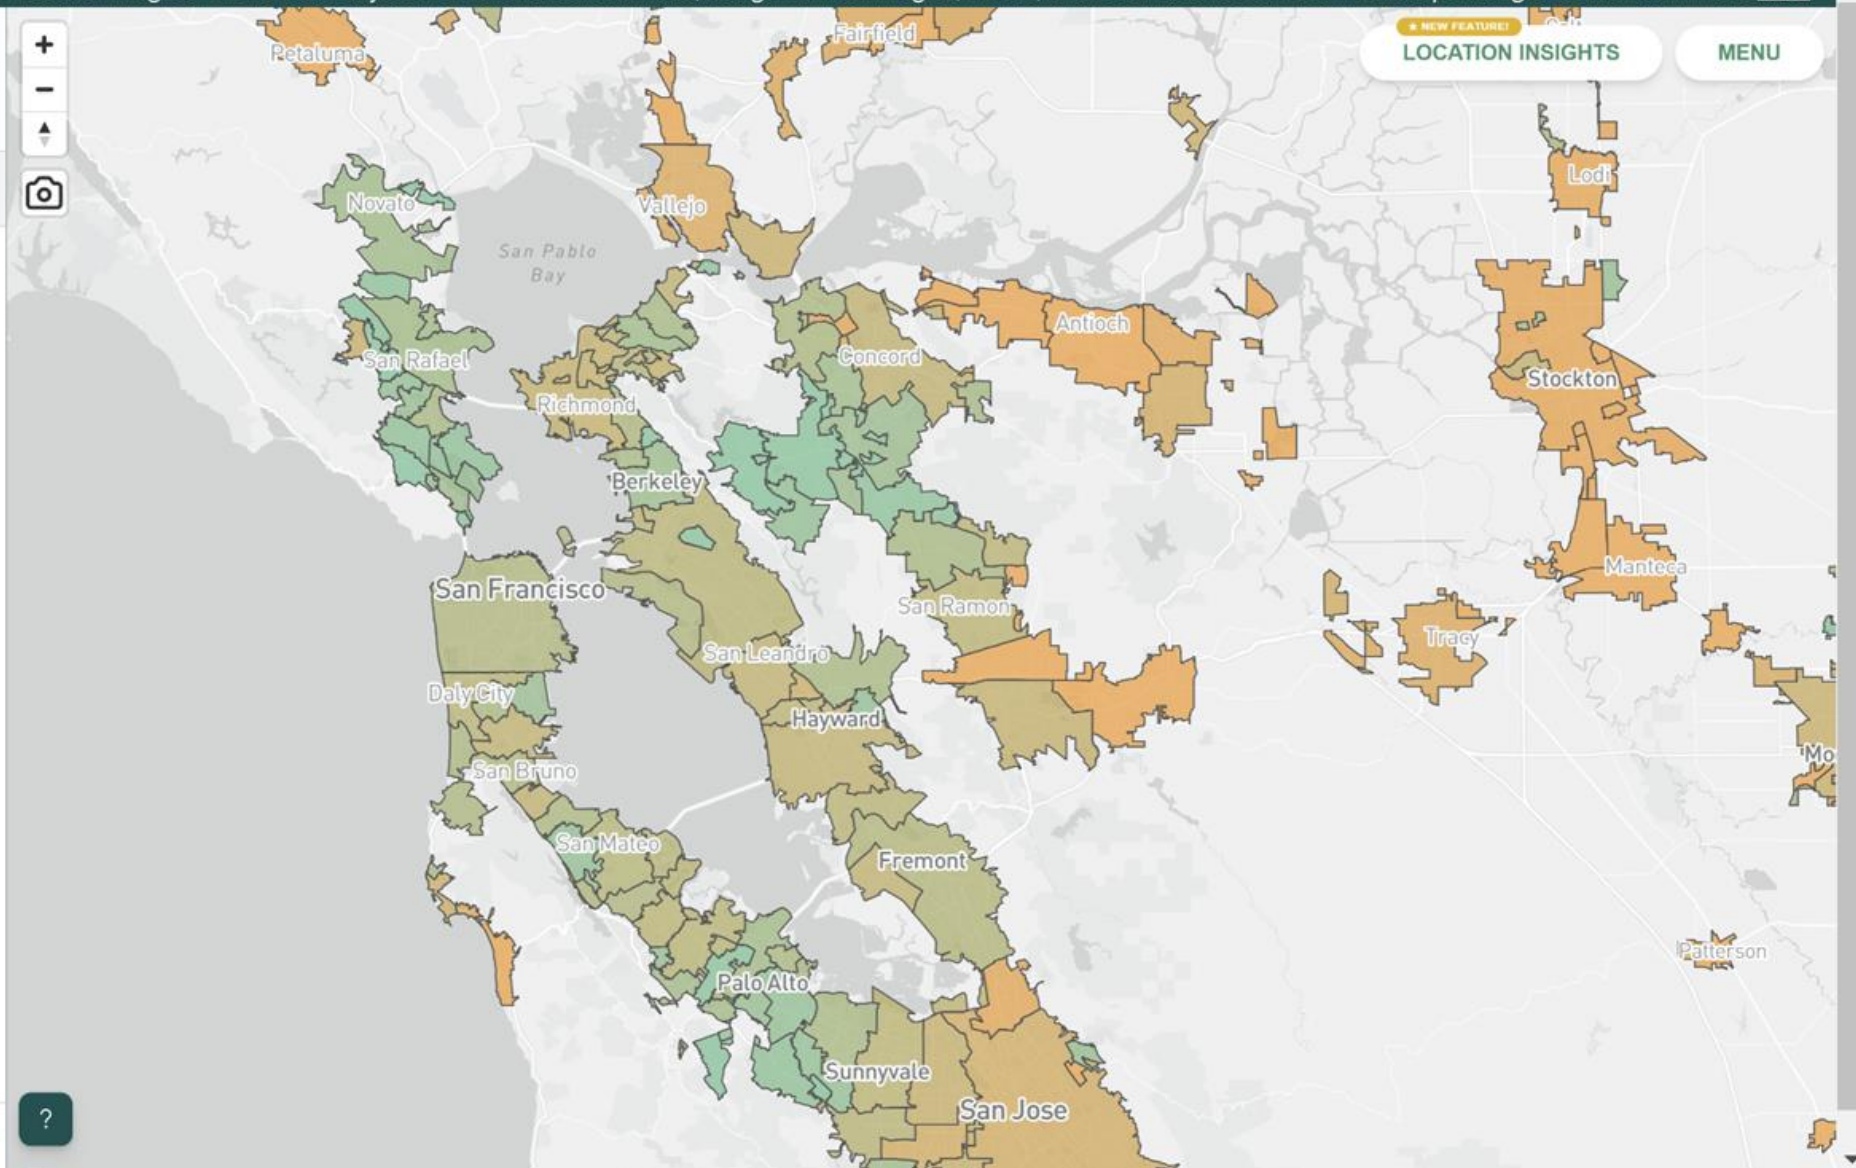 ★ NEW FEATURE!
LOCATION INSIGHTS
MENU
+
−
Petaluma
Fairfield
Lodi
Novato
Vallejo
San Pablo
Bay
Antioch
San Rafael
Concord
Stockton
Richmond
Berkeley
Manteca
San Francisco
San Ramon
Tracy
San Leandro
Daly City
Hayward
Mo
San Bruno
San Mateo
Fremont
Patterson
Palo Alto
Sunnyvale
San Jose
?